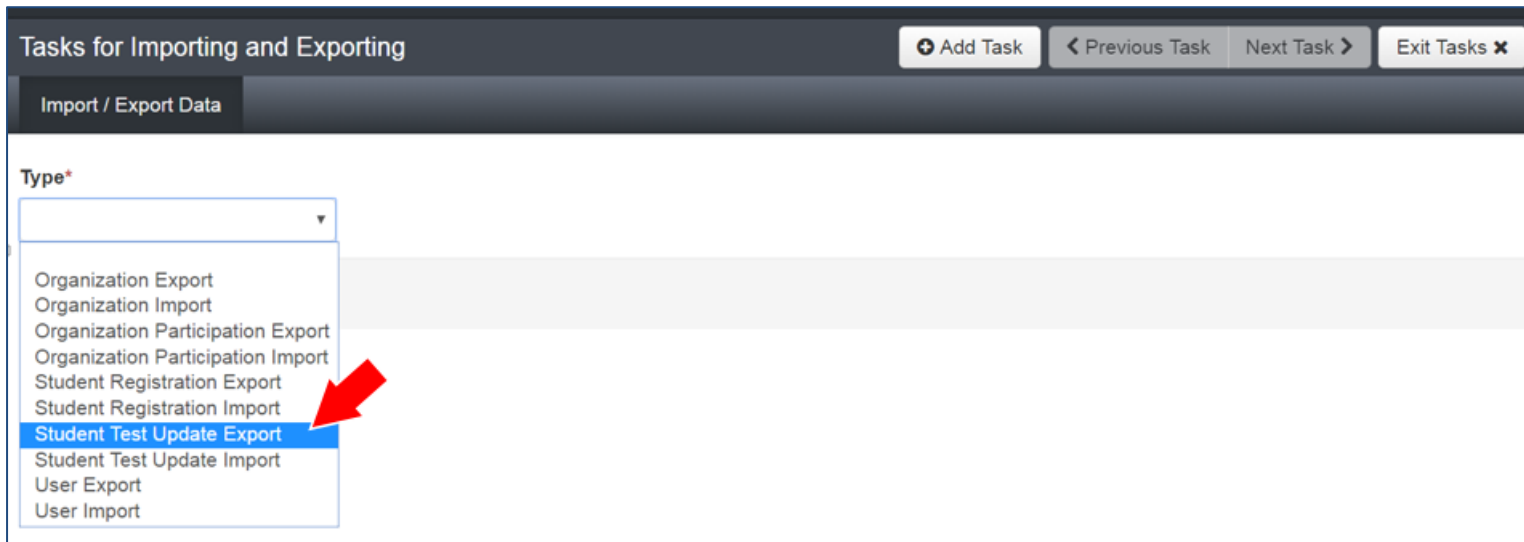 Tasks for Importing and Exporting
Add Task
Previous Task
Next Task
Exit Tasks
Import / Export Data
Type*
Organization Export
Organization Import
Organization Participation Export
Organization Participation Import
Student Registration Export
Student Registration Import
Student Test Update Export
Student Test Update Import
User Export
User Import